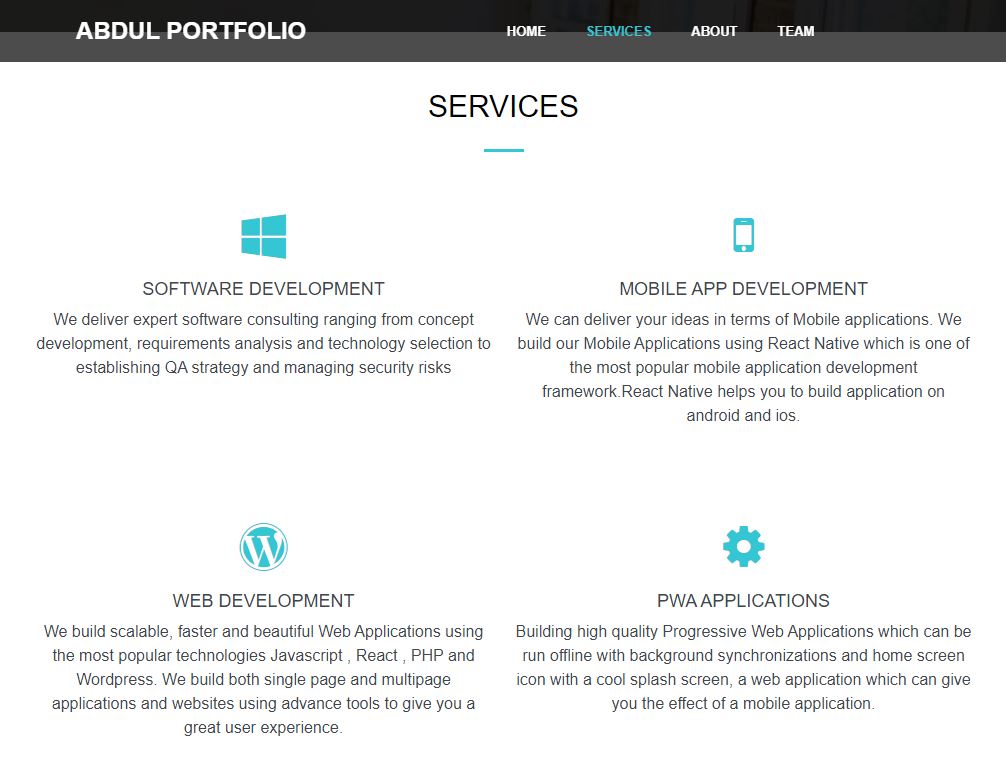 ABDUL PORTFOLIO
HOME SERVICES ABOUT TEAM
SERVICES
SOFTWARE DEVELOPMENT
We deliver expert software consulting ranging from concept
development, requirements analysis and technology selection to
establishing QA strategy and managing security risks
MOBILE APP DEVELOPMENT
We can deliver your ideas in terms of Mobile applications. We
build our Mobile Applications using React Native which is one of
the most popular mobile application development
framework.React Native helps you to build application on
android and ios.
WEB DEVELOPMENT
We build scalable, faster and beautiful Web Applications using
the most popular technologies Javascript , React , PHP and
Wordpress. We build both single page and multipage
applications and websites using advance tools to give you a
great user experience.
PWA APPLICATIONS
Building high quality Progressive Web Applications which can be
run offline with background synchronizations and home screen
icon with a cool splash screen, a web application which can give
you the effect of a mobile application.